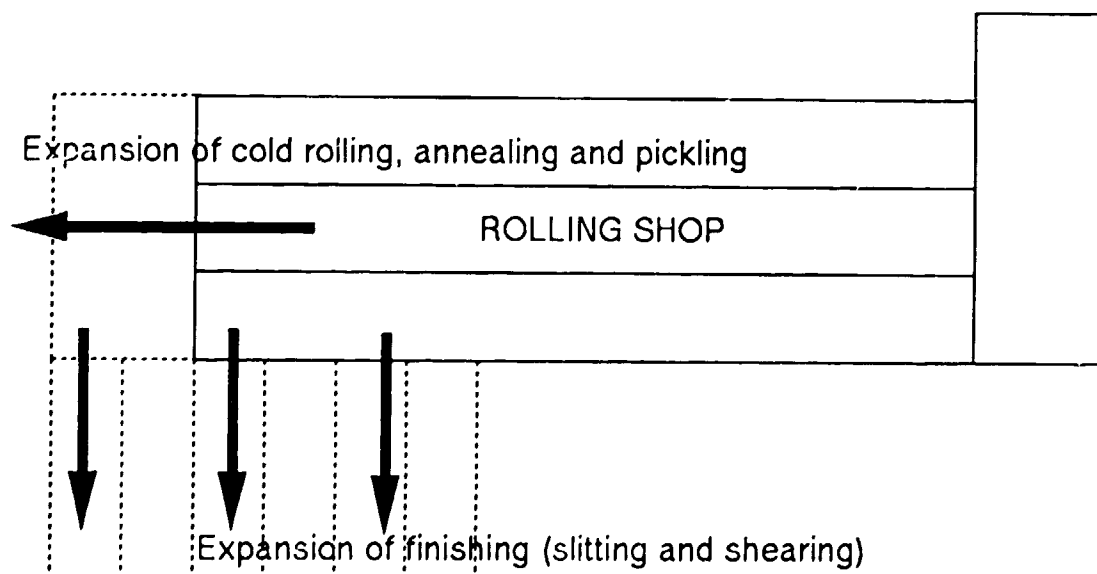 Expansion of cold rolling, annealing and pickling
ROLLING SHOP
Expansion of finishing (slitting and shearing)